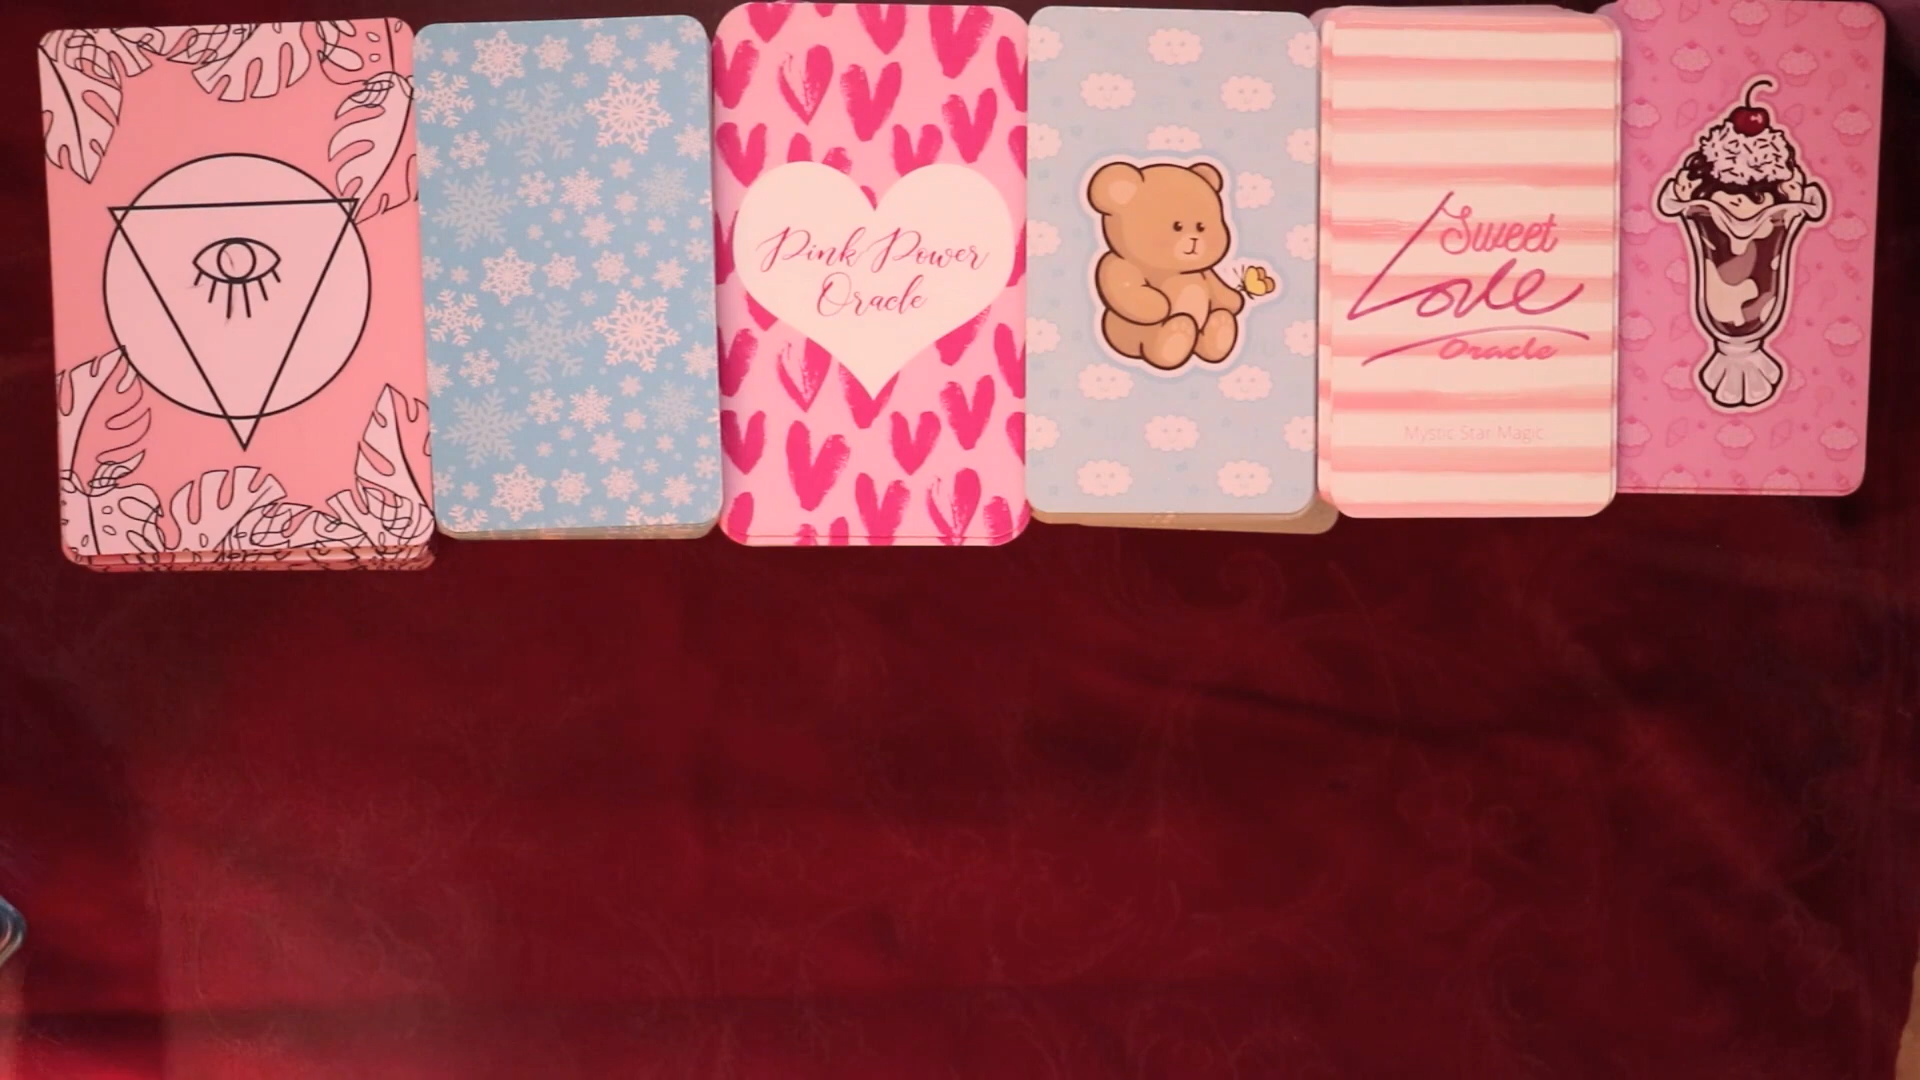 Pink Power
Oracle
Sweet
Love
Oracle
Mystic Star Magic